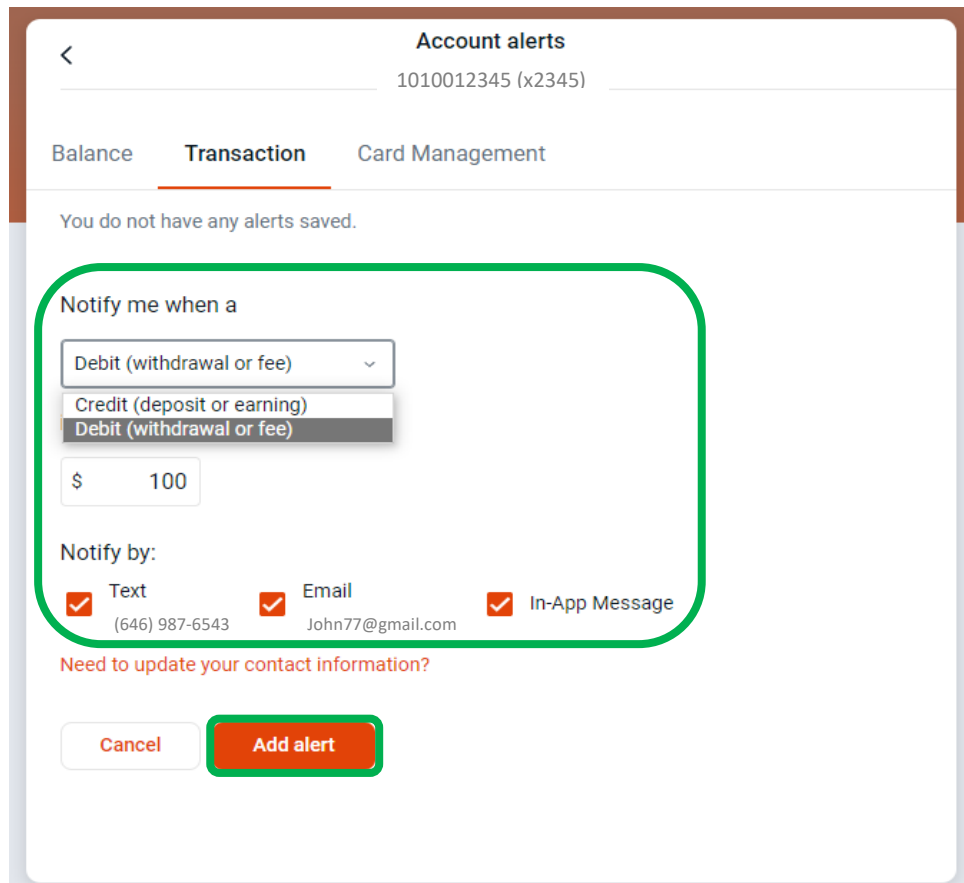 Account alerts
1010012345 (x2345)
Balance Transaction Card Management
You do not have any alerts saved.
Notify me when a
Debit (withdrawal or fee)
Credit (deposit or earning)
Debit (withdrawal or fee)
$ 100
Notify by:
Text Email In-App Message
(646) 987-6543 John77@gmail.com
Need to update your contact information?
Cancel Add alert